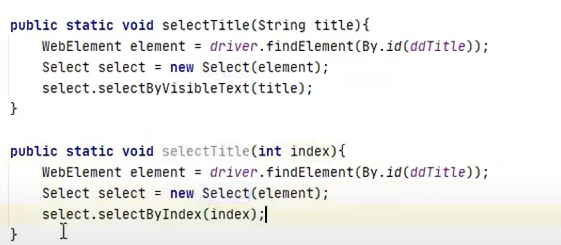 public static void selectTitle(String title){
    WebElement element = driver.findElement(By.id(ddTitle));
    Select select = new Select(element);
    select.selectByVisibleText(title);
}
public static void selectTitle(int index){
    WebElement element = driver.findElement(By.id(ddTitle));
    Select select = new Select(element);
    select.selectByIndex(index);
}